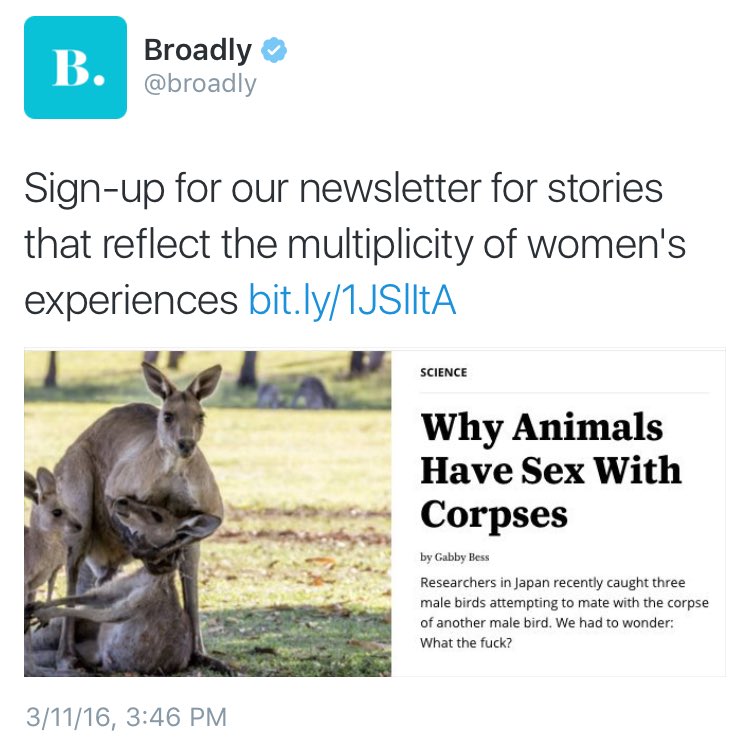 B.
Broadly
@broadly
Sign-up for our newsletter for stories
that reflect the multiplicity of women's
experiences bit.ly/1JSlltA
SCIENCE
Why Animals
Have Sex With
Corpses
by Gabby Bess
Researchers in Japan recently caught three
male birds attempting to mate with the corpse
of another male bird. We had to wonder:
What the fuck?
3/11/16, 3:46 PM